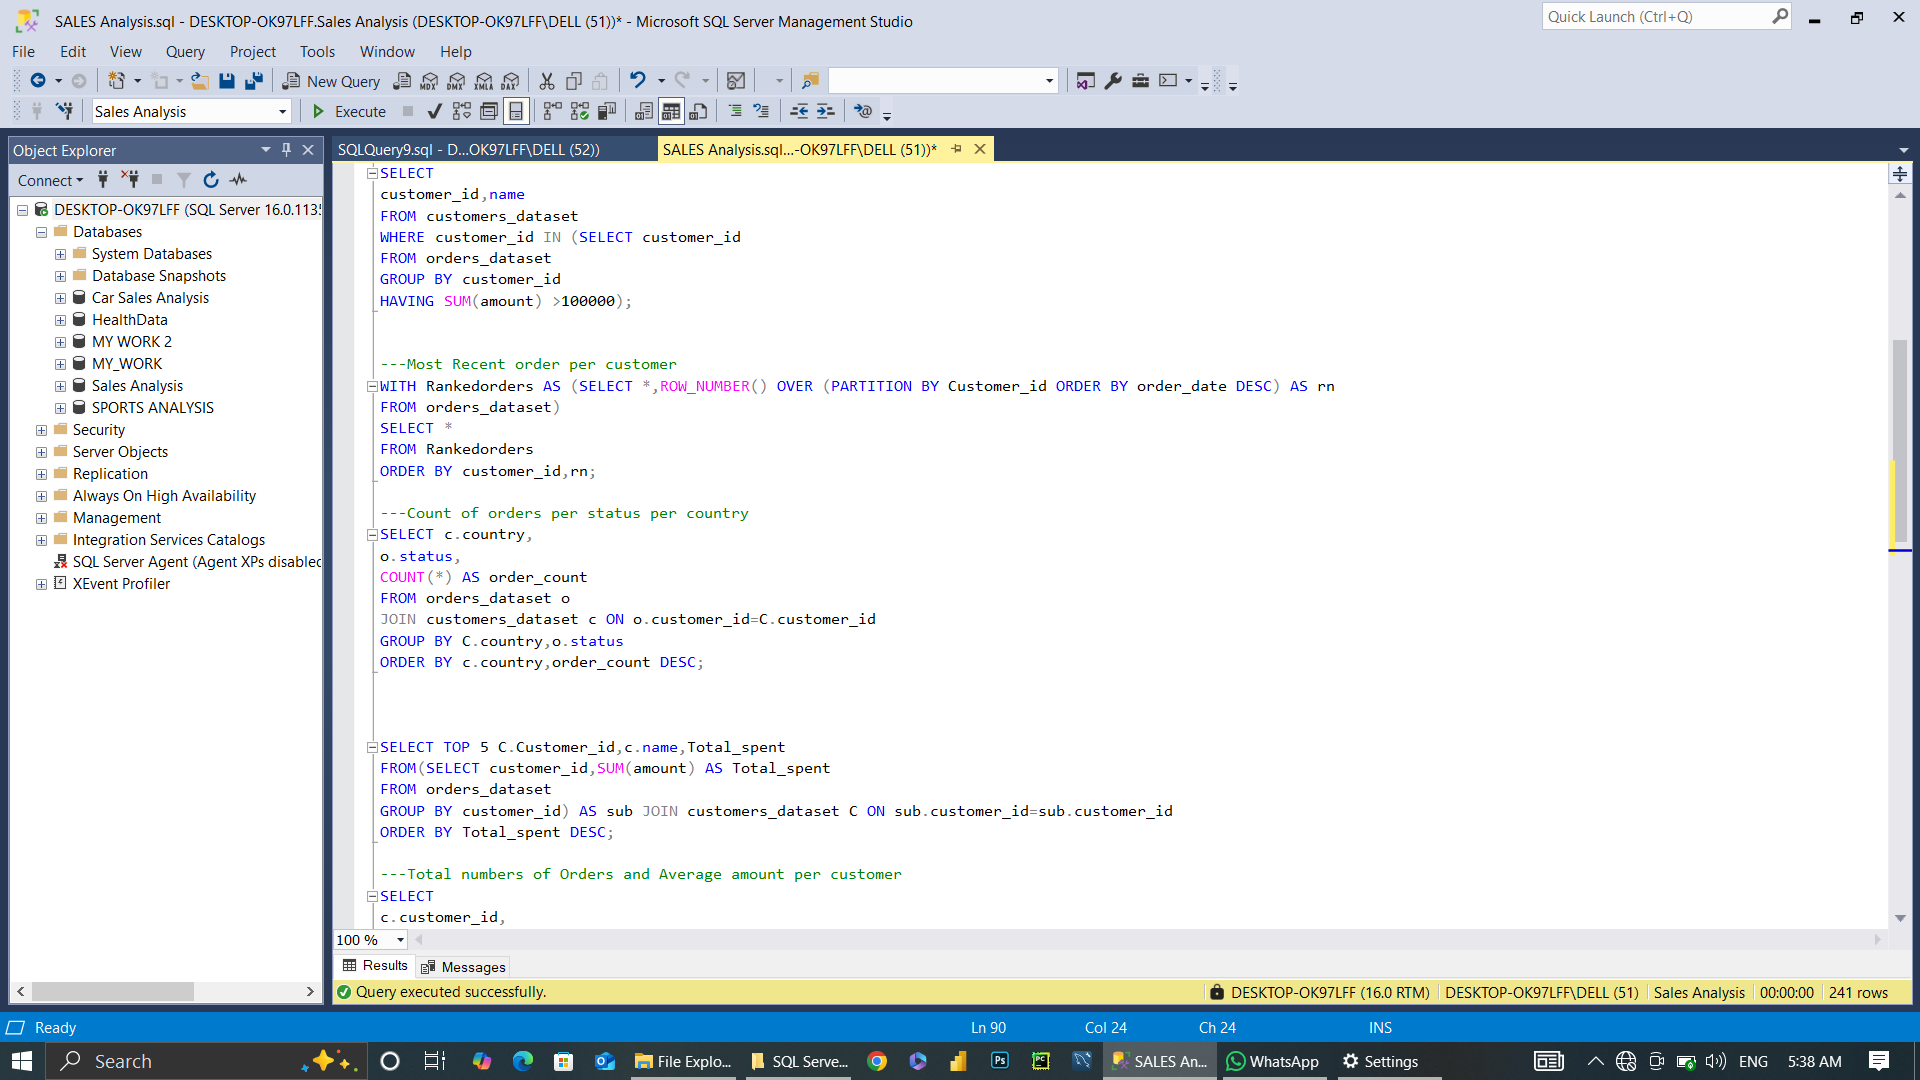 SALES Analysis.sql - DESKTOP-OK97LFF.Sales Analysis (DESKTOP-OK97LFF\DELL (51))* - Microsoft SQL Server Management Studio
Quick Launch (Ctrl+Q)
File Edit View Query Project Tools Window Help
New Query MDX DMX XMLA DAX
Sales Analysis Execute
Object Explorer
Connect
DESKTOP-OK97LFF (SQL Server 16.0.113
Databases
System Databases
Database Snapshots
Car Sales Analysis
HealthData
MY WORK 2
MY_WORK
Sales Analysis
SPORTS ANALYSIS
Security
Server Objects
Replication
Always On High Availability
Management
Integration Services Catalogs
SQL Server Agent (Agent XPs disabled
XEvent Profiler
SQLQuery9.sql - D...OK97LFF\DELL (52))
SALES Analysis.sql...-OK97LFF\DELL (51))*
SELECT
customer_id,name
FROM customers_dataset
WHERE customer_id IN (SELECT customer_id
FROM orders_dataset
GROUP BY customer_id
HAVING SUM(amount) >100000);
---Most Recent order per customer
WITH Rankedorders AS (SELECT *,ROW_NUMBER() OVER (PARTITION BY Customer_id ORDER BY order_date DESC) AS rn
FROM orders_dataset)
SELECT *
FROM Rankedorders
ORDER BY customer_id,rn;
---Count of orders per status per country
SELECT c.country,
o.status,
COUNT(*) AS order_count
FROM orders_dataset o
JOIN customers_dataset c ON o.customer_id=C.customer_id
GROUP BY C.country,o.status
ORDER BY c.country,order_count DESC;
SELECT TOP 5 C.Customer_id,c.name,Total_spent
FROM(SELECT customer_id,SUM(amount) AS Total_spent
FROM orders_dataset
GROUP BY customer_id) AS sub JOIN customers_dataset C ON sub.customer_id=sub.customer_id
ORDER BY Total_spent DESC;
---Total numbers of Orders and Average amount per customer
SELECT
c.customer_id,
100 %
Results Messages
Query executed successfully.
DESKTOP-OK97LFF (16.0 RTM) DESKTOP-OK97LFF\DELL (51) Sales Analysis 00:00:00 241 rows
Ready Ln 90 Col 24 Ch 24 INS
Search File Explo... SQL Serve... Ps PC SALES An... WhatsApp Settings ENG 5:38 AM